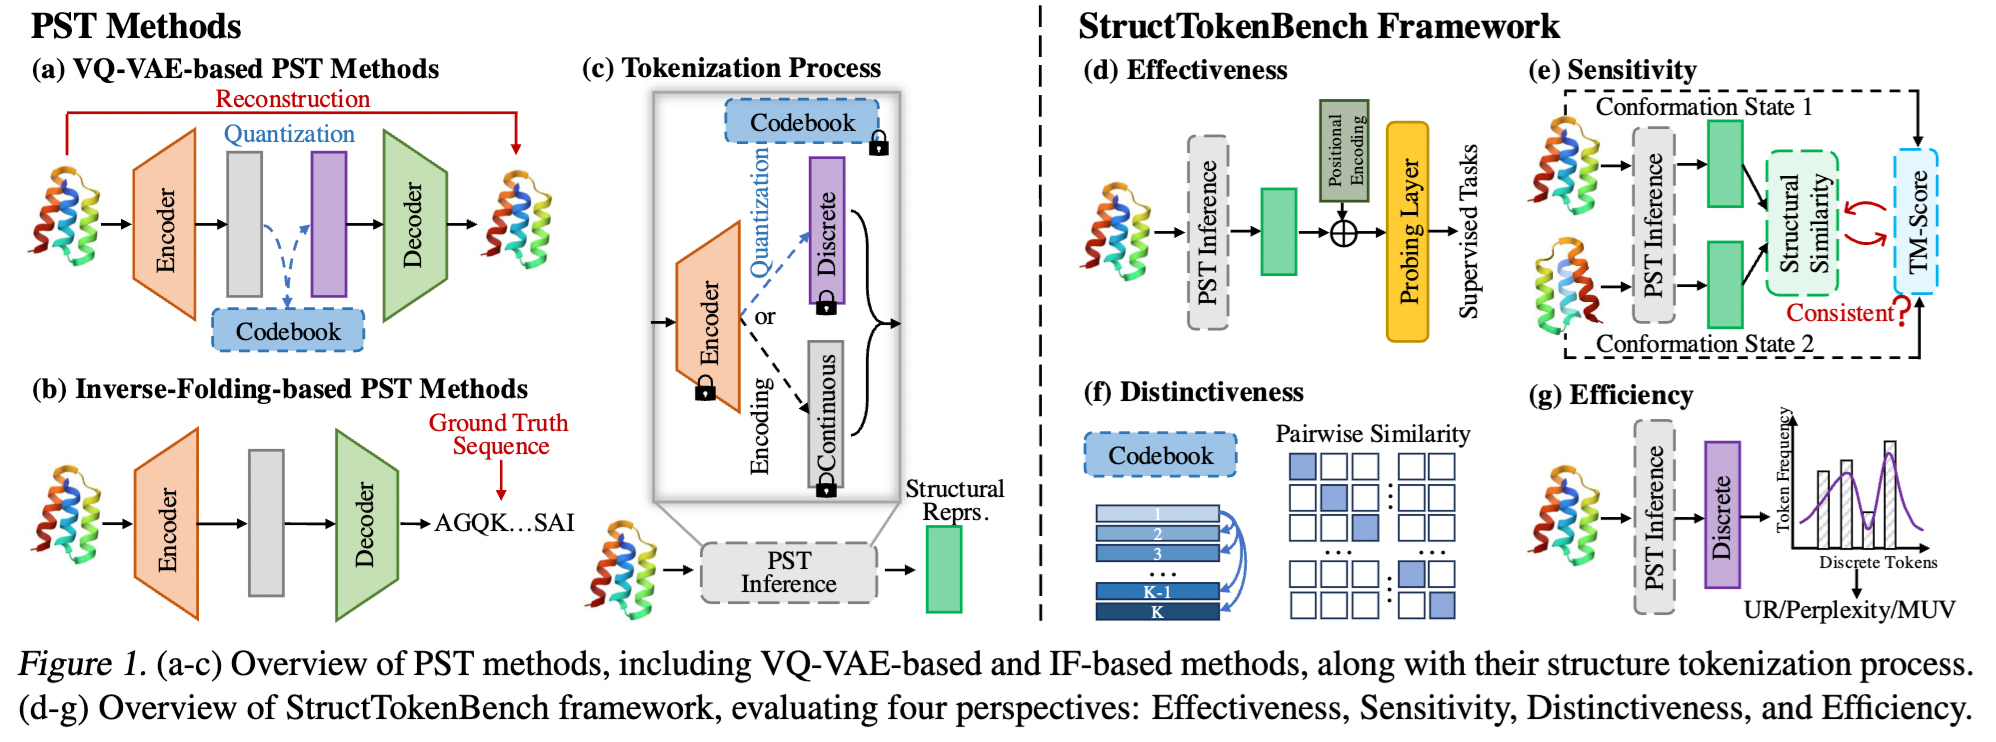 PST Methods
(a) VQ-VAE-based PST Methods
Reconstruction
Quantization
Encoder
Decoder
Codebook
(b) Inverse-Folding-based PST Methods
Ground Truth
Sequence
Encoder
Decoder
AGQK...SAI
(c) Tokenization Process
Codebook
Quantization
Discrete
Encoder
or
Encoding
Continuous
Structural
Reprs.
PST
Inference
StructTokenBench Framework
(d) Effectiveness
PST Inference
Positional
Encoding
Probing Layer
Supervised Tasks
(e) Sensitivity
Conformation State 1
PST Inference
Structural
Similarity
TM-Score
Consistent?
Conformation State 2
(f) Distinctiveness
Codebook
Pairwise Similarity
1
2
3
...
K-1
K
(g) Efficiency
PST Inference
Discrete
Token Frequency
Discrete Tokens
UR/Perplexity/MUV
Figure 1. (a-c) Overview of PST methods, including VQ-VAE-based and IF-based methods, along with their structure tokenization process.
(d-g) Overview of StructTokenBench framework, evaluating four perspectives: Effectiveness, Sensitivity, Distinctiveness, and Efficiency.